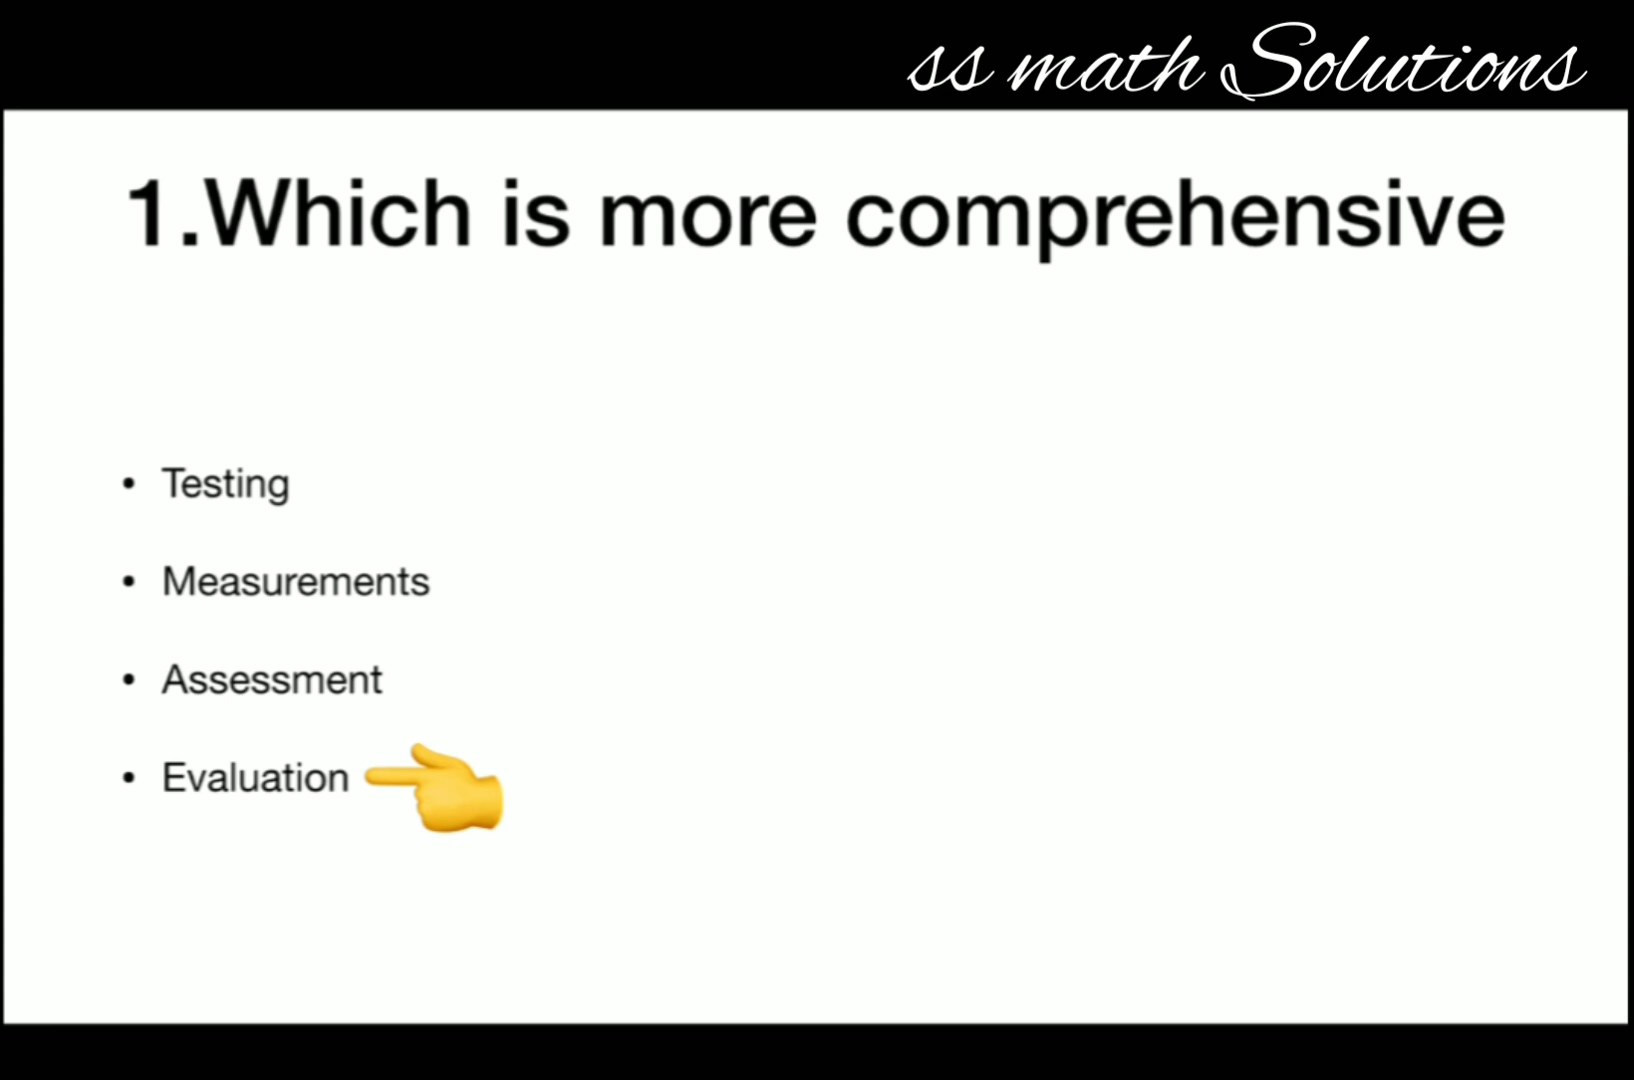 ss math Solutions
1.Which is more comprehensive
• Testing
• Measurements
• Assessment
• Evaluation